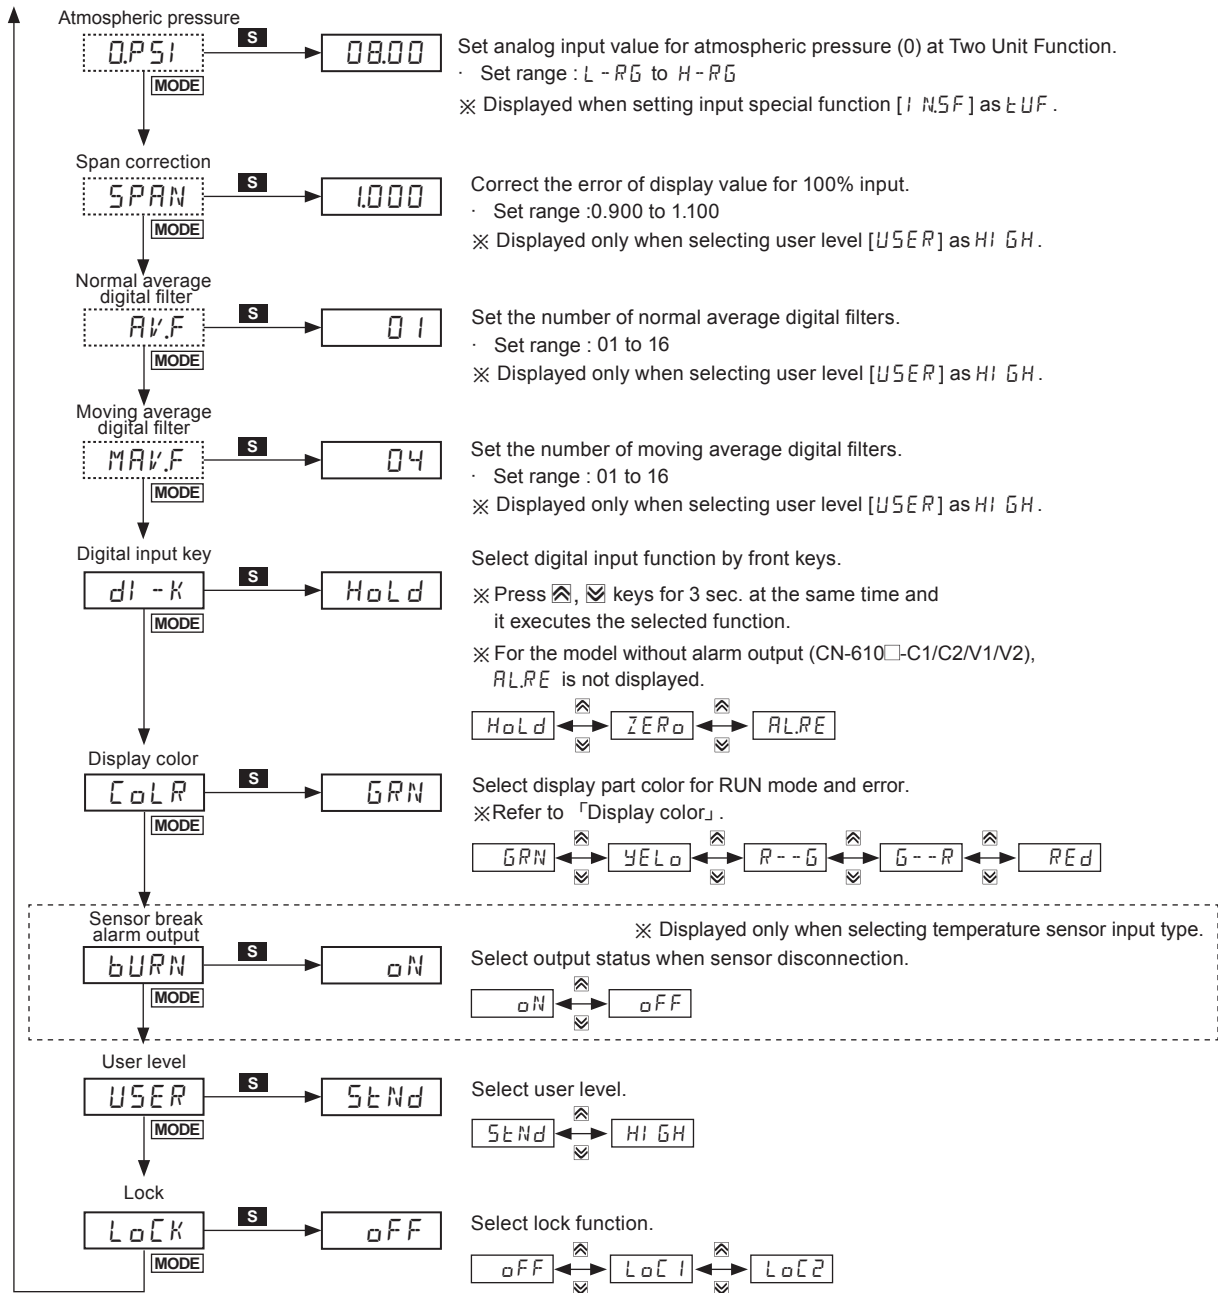 Atmospheric pressure
0.PSI S 08.00
MODE
Set analog input value for atmospheric pressure (0) at Two Unit Function.
· Set range : L-RG to H-RG
※ Displayed when setting input special function [IN.SF] as tUF.
Span correction
SPAN S 1.000
MODE
Correct the error of display value for 100% input.
· Set range :0.900 to 1.100
※ Displayed only when selecting user level [USER] as HIGH.
Normal average
digital filter
AV.F S 01
MODE
Set the number of normal average digital filters.
· Set range : 01 to 16
※ Displayed only when selecting user level [USER] as HIGH.
Moving average
digital filter
MAV.F S 04
MODE
Set the number of moving average digital filters.
· Set range : 01 to 16
※ Displayed only when selecting user level [USER] as HIGH.
Digital input key
dI-K S HoLd
MODE
Select digital input function by front keys.
※ Press , keys for 3 sec. at the same time and
it executes the selected function.
※ For the model without alarm output (CN-610□-C1/C2/V1/V2),
AL.RE is not displayed.
HoLd ZERo AL.RE
Display color
CoLR S GRN
MODE
Select display part color for RUN mode and error.
※Refer to 「Display color」.
GRN YELo R--G G--R REd
Sensor break
alarm output
bURN S oN
MODE
※ Displayed only when selecting temperature sensor input type.
Select output status when sensor disconnection.
oN oFF
User level
USER S StNd
MODE
Select user level.
StNd HIGH
Lock
LoCK S oFF
MODE
Select lock function.
oFF LoC1 LoC2